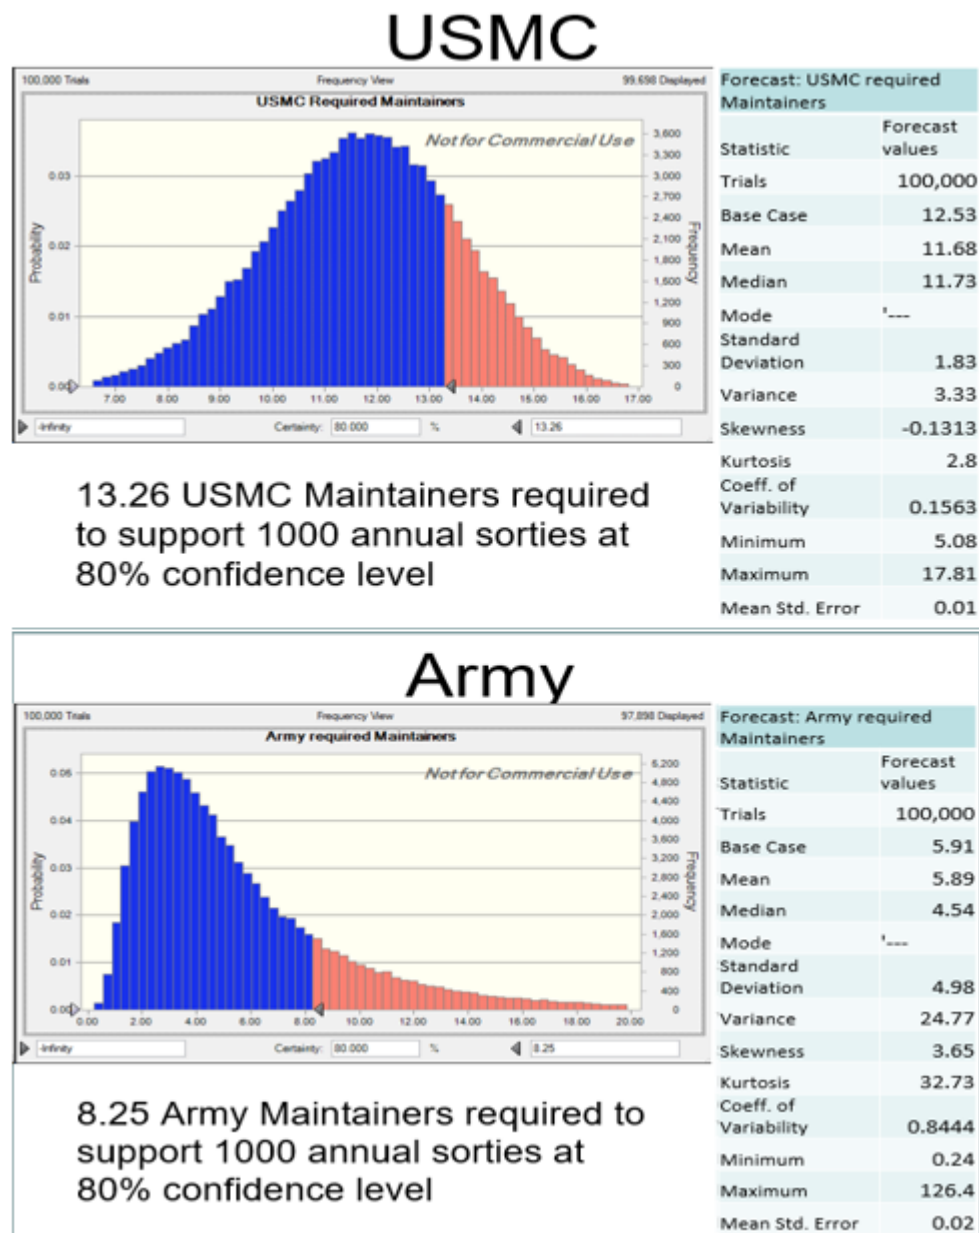 USMC
100,000 Trials Frequency View 99,698 Displayed
USMC Required Maintainers
Not for Commercial Use
Probability
0.03
0.02
0.01
0.00
3,600
3,300
3,000
2,700
2,400
2,100
1,800
1,500
1,200
900
600
300
0
Frequency
7.00 8.00 9.00 10.00 11.00 12.00 13.00 14.00 15.00 16.00 17.00
-Infinity Certainty: 80.000 % 13.26
Forecast: USMC required
Maintainers
Statistic Forecast values
Trials 100,000
Base Case 12.53
Mean 11.68
Median 11.73
Mode '---
Standard Deviation 1.83
Variance 3.33
Skewness -0.1313
Kurtosis 2.8
Coeff. of Variability 0.1563
Minimum 5.08
Maximum 17.81
Mean Std. Error 0.01
13.26 USMC Maintainers required
to support 1000 annual sorties at
80% confidence level
Army
100,000 Trials Frequency View 97,898 Displayed
Army required Maintainers
Not for Commercial Use
Probability
0.05
0.04
0.03
0.02
0.01
0.00
5,200
4,800
4,400
4,000
3,600
3,200
2,800
2,400
2,000
1,600
1,200
800
400
0
Frequency
0.00 2.00 4.00 6.00 8.00 10.00 12.00 14.00 16.00 18.00 20.00
-Infinity Certainty: 80.000 % 8.25
Forecast: Army required
Maintainers
Statistic Forecast values
Trials 100,000
Base Case 5.91
Mean 5.89
Median 4.54
Mode '---
Standard Deviation 4.98
Variance 24.77
Skewness 3.65
Kurtosis 32.73
Coeff. of Variability 0.8444
Minimum 0.24
Maximum 126.4
Mean Std. Error 0.02
8.25 Army Maintainers required to
support 1000 annual sorties at
80% confidence level